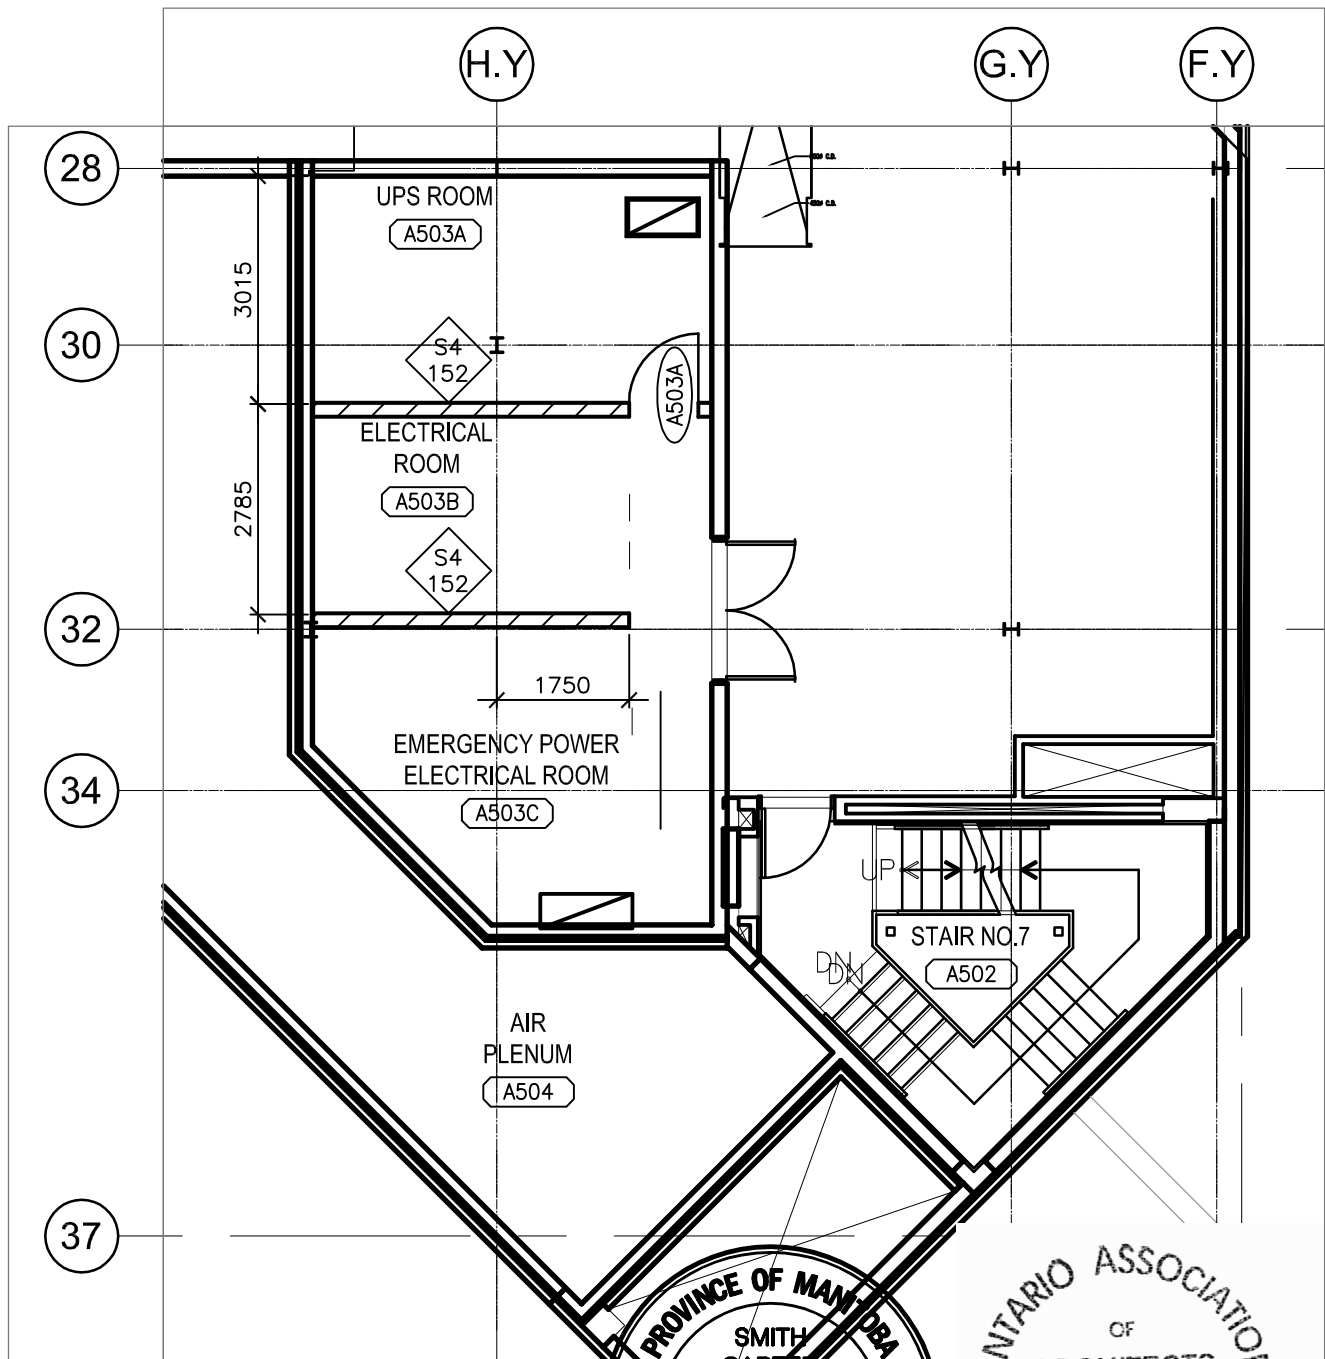 H.Y
G.Y
F.Y
28
30
32
34
37
UPS ROOM
A503A
3015
S4
152
A503A
ELECTRICAL
ROOM
A503B
2785
S4
152
1750
EMERGENCY POWER
ELECTRICAL ROOM
A503C
UP
STAIR NO.7
A502
DN
DN
AIR
PLENUM
A504
PROVINCE OF MANITOBA
SMITH
ONTARIO ASSOCIATION
OF